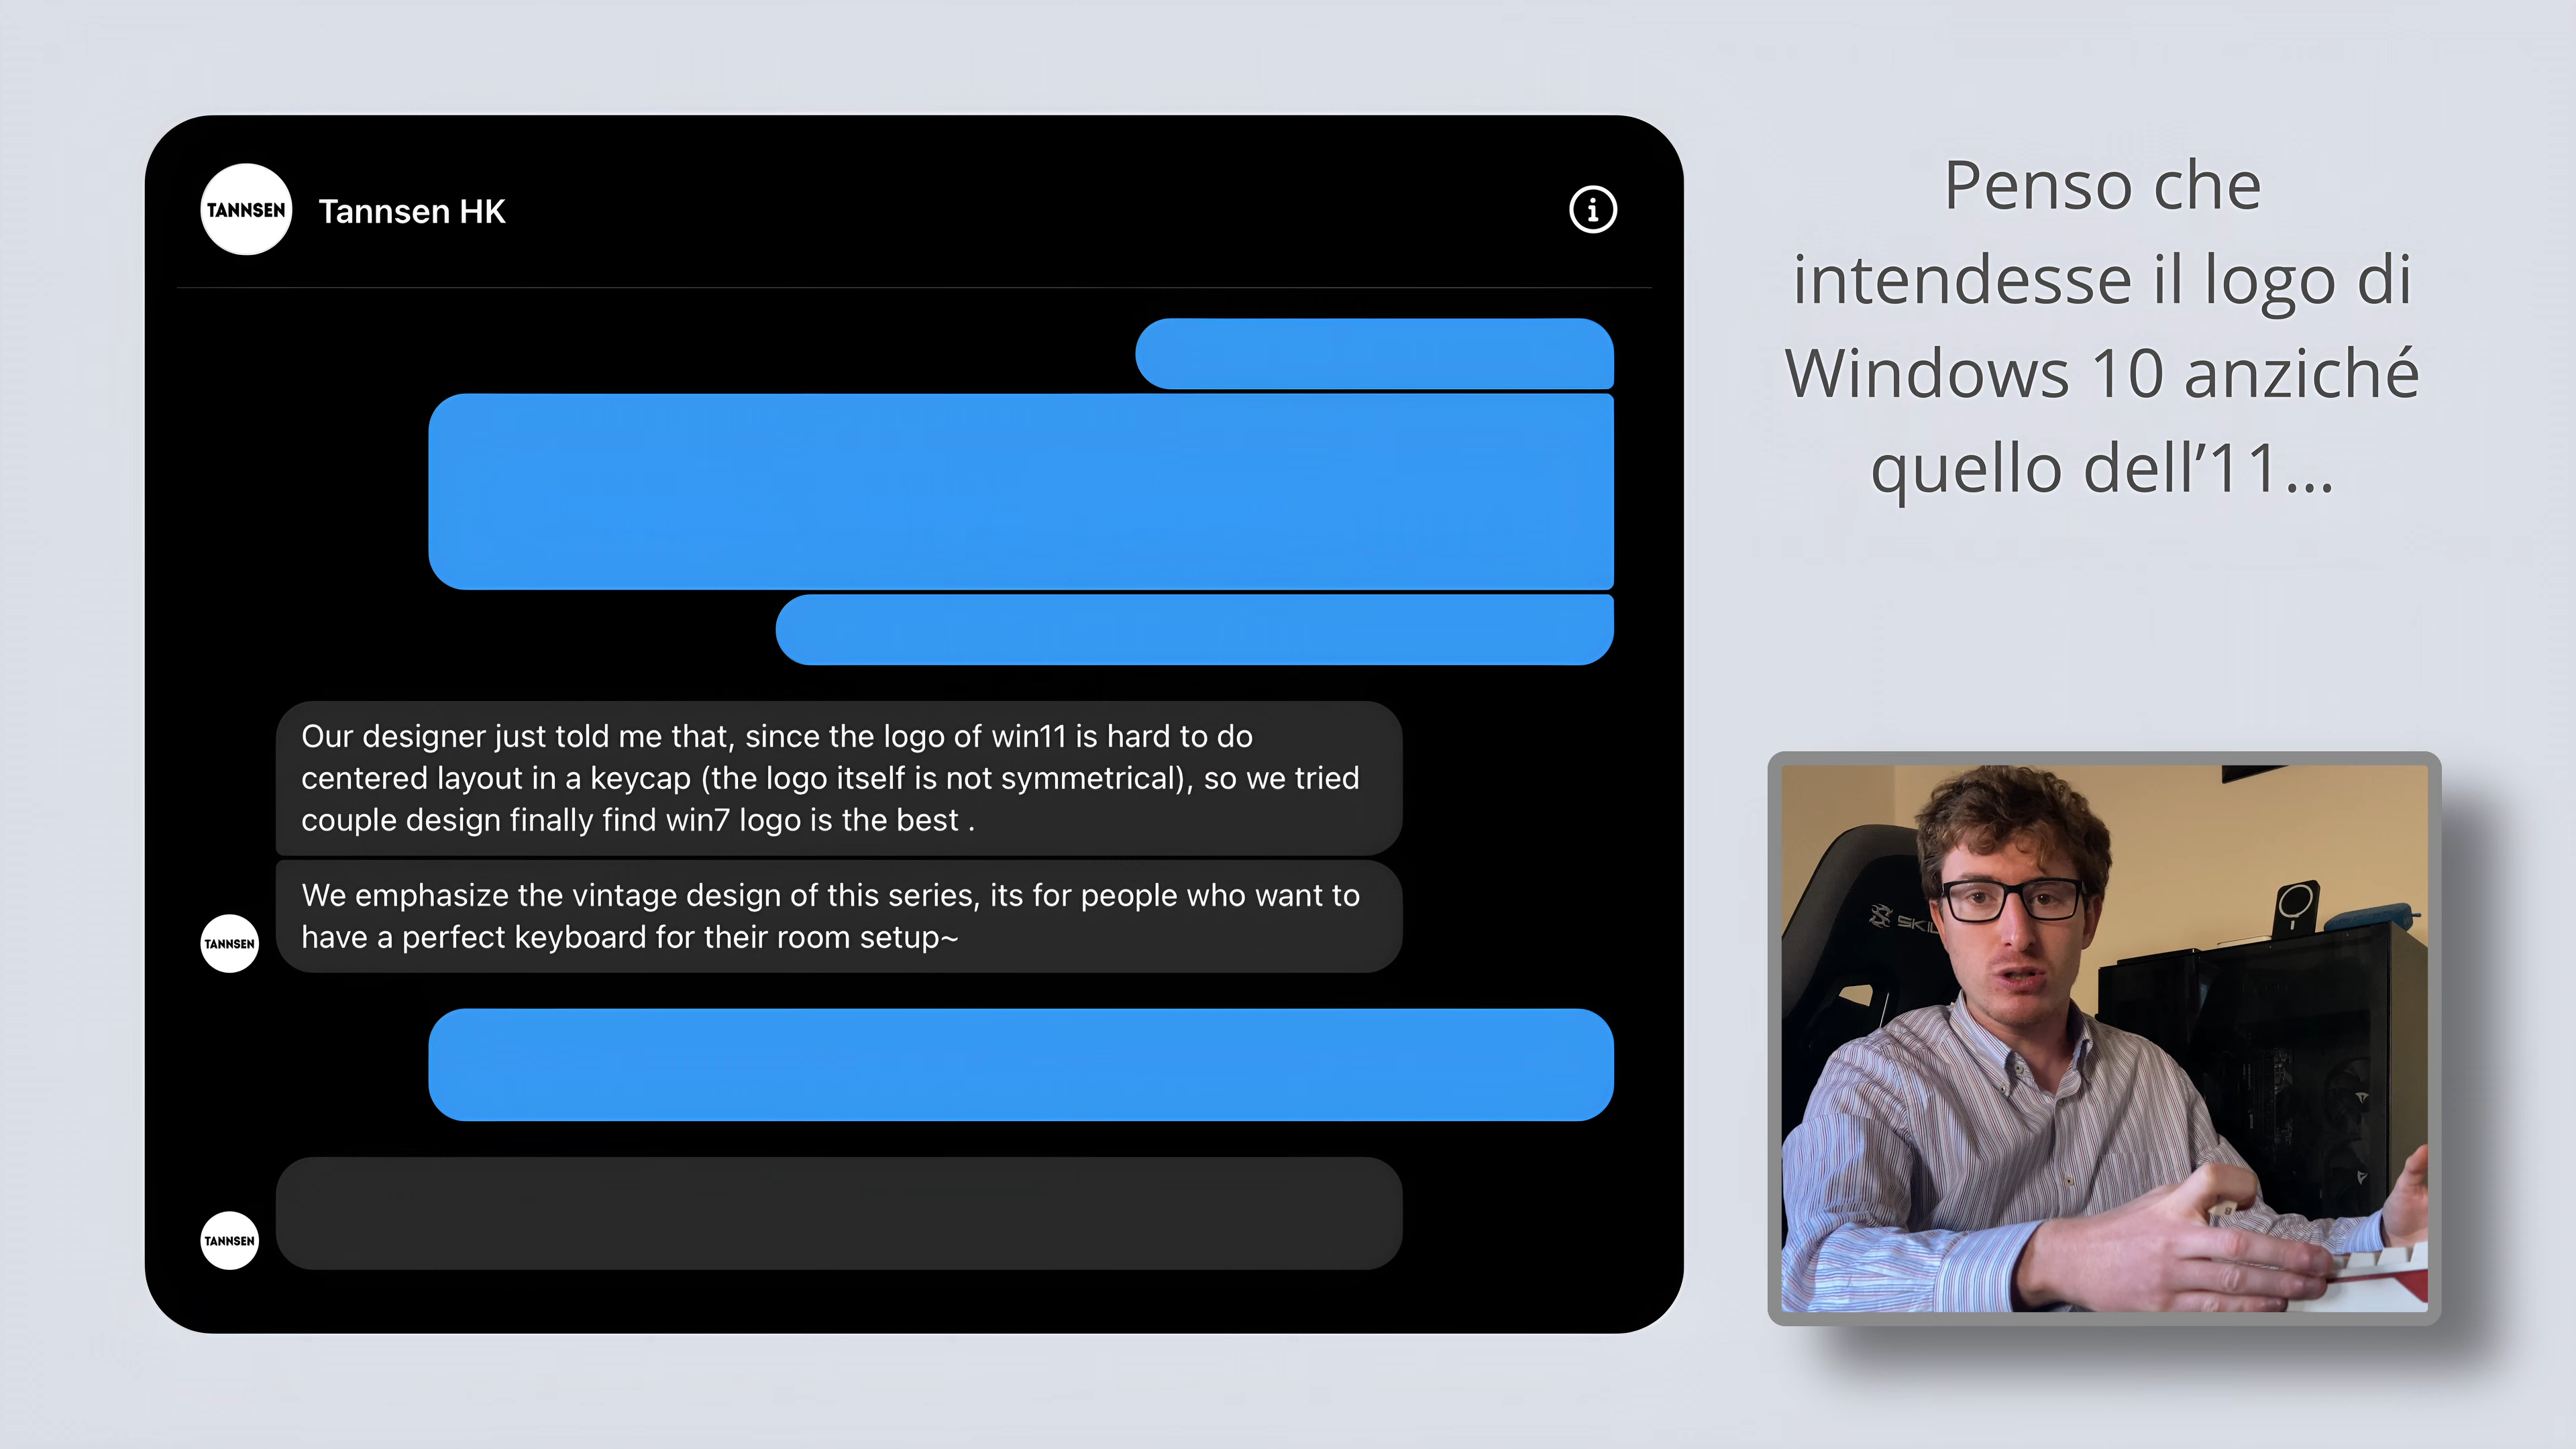 TANNSEN
Tannsen HK
Our designer just told me that, since the logo of win11 is hard to do
centered layout in a keycap (the logo itself is not symmetrical), so we tried
couple design finally find win7 logo is the best .
We emphasize the vintage design of this series, its for people who want to
have a perfect keyboard for their room setup~
TANNSEN
TANNSEN
Penso che
intendesse il logo di
Windows 10 anziché
quello dell’11...